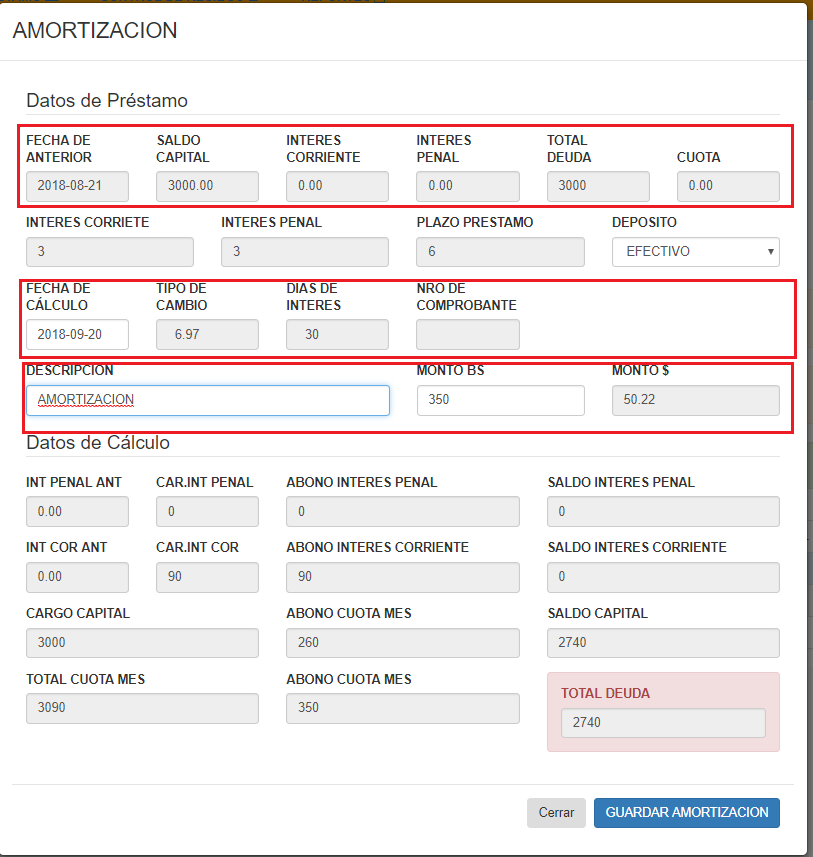 AMORTIZACION
Datos de Préstamo
FECHA DE ANTERIOR SALDO CAPITAL INTERES CORRIENTE INTERES PENAL TOTAL DEUDA CUOTA
2018-08-21 3000.00 0.00 0.00 3000 0.00
INTERES CORRIETE INTERES PENAL PLAZO PRESTAMO DEPOSITO
3 3 6 EFECTIVO
FECHA DE CÁLCULO TIPO DE CAMBIO DIAS DE INTERES NRO DE COMPROBANTE
2018-09-20 6.97 30
DESCRIPCION MONTO BS MONTO $
AMORTIZACION 350 50.22
Datos de Cálculo
INT PENAL ANT CAR.INT PENAL ABONO INTERES PENAL SALDO INTERES PENAL
0.00 0 0 0
INT COR ANT CAR.INT COR ABONO INTERES CORRIENTE SALDO INTERES CORRIENTE
0.00 90 90 0
CARGO CAPITAL ABONO CUOTA MES SALDO CAPITAL
3000 260 2740
TOTAL CUOTA MES ABONO CUOTA MES TOTAL DEUDA
3090 350 2740
Cerrar GUARDAR AMORTIZACION